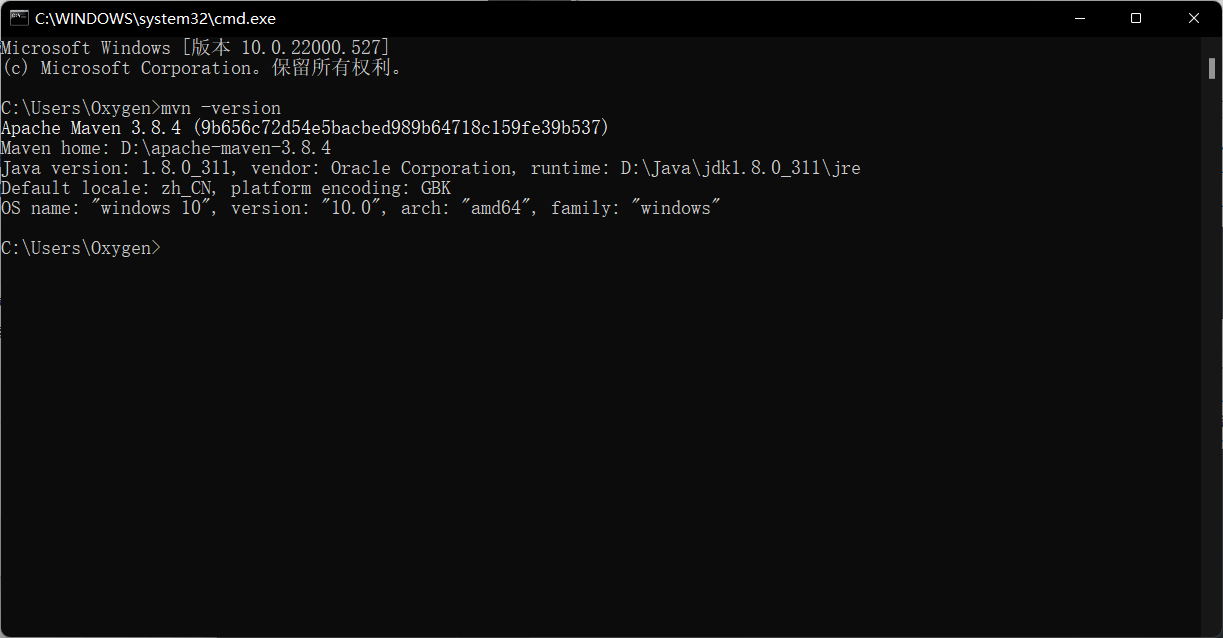 C:\WINDOWS\system32\cmd.exe
Microsoft Windows [版本 10.0.22000.527]
(c) Microsoft Corporation。保留所有权利。
C:\Users\Oxygen>mvn -version
Apache Maven 3.8.4 (9b656c72d54e5bacbed989b64718c159fe39b537)
Maven home: D:\apache-maven-3.8.4
Java version: 1.8.0_311, vendor: Oracle Corporation, runtime: D:\Java\jdk1.8.0_311\jre
Default locale: zh_CN, platform encoding: GBK
OS name: "windows 10", version: "10.0", arch: "amd64", family: "windows"
C:\Users\Oxygen>